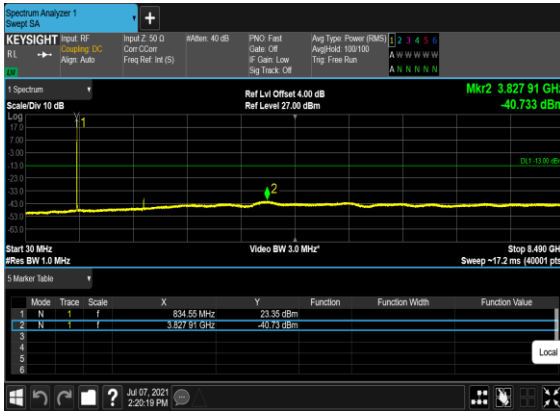 Spectrum Analyzer 1
Swept SA
+
KEYSIGHT Input: RF Input Z: 50 Ω #Atten: 40 dB PNO: Fast Avg Type: Power (RMS) 1 2 3 4 5 6
RL Coupling: DC Corr CCorr Gate: Off Avg|Hold: 100/100 A W W W W W
Align: Auto Freq Ref: Int (S) IF Gain: Low Trig: Free Run
Sig Track: Off A N N N N N
1 Spectrum Ref Lvl Offset 4.00 dB Mkr2 3.827 91 GHz
Scale/Div 10 dB Ref Level 27.00 dBm -40.733 dBm
Log
17.0
7.00
-3.00
-13.0
-23.0
-33.0
-43.0
-53.0
-63.0
1
2
DL1 -13.00 dBm
Start 30 MHz Video BW 3.0 MHz* Stop 8.490 GHz
#Res BW 1.0 MHz Sweep ~17.2 ms (40001 pts)
5 Marker Table
Mode Trace Scale X Y Function Function Width Function Value
1 N 1 f 834.55 MHz 23.35 dBm
2 N 1 f 3.827 91 GHz -40.73 dBm
3
4
5
6
Local
? Jul 07, 2021
2:20:19 PM